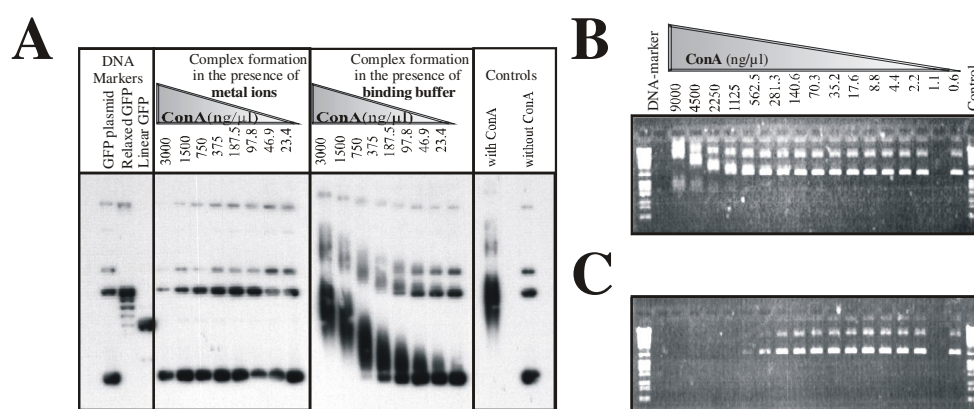 A
DNA
Markers
GFP plasmid
Relaxed GFP
Linear GFP
Complex formation
in the presence of
metal ions
ConA(ng/µl)
3000
1500
750
375
187.5
97.8
46.9
23.4
Complex formation
in the presence of
binding buffer
ConA(ng/µl)
3000
1500
750
375
187.5
97.8
46.9
23.4
Controls
with ConA
without ConA
B
DNA-marker
ConA (ng/µl)
9000
4500
2250
1125
562.5
281.3
140.6
70.3
35.2
17.6
8.8
4.4
2.2
1.1
0.6
Control
C